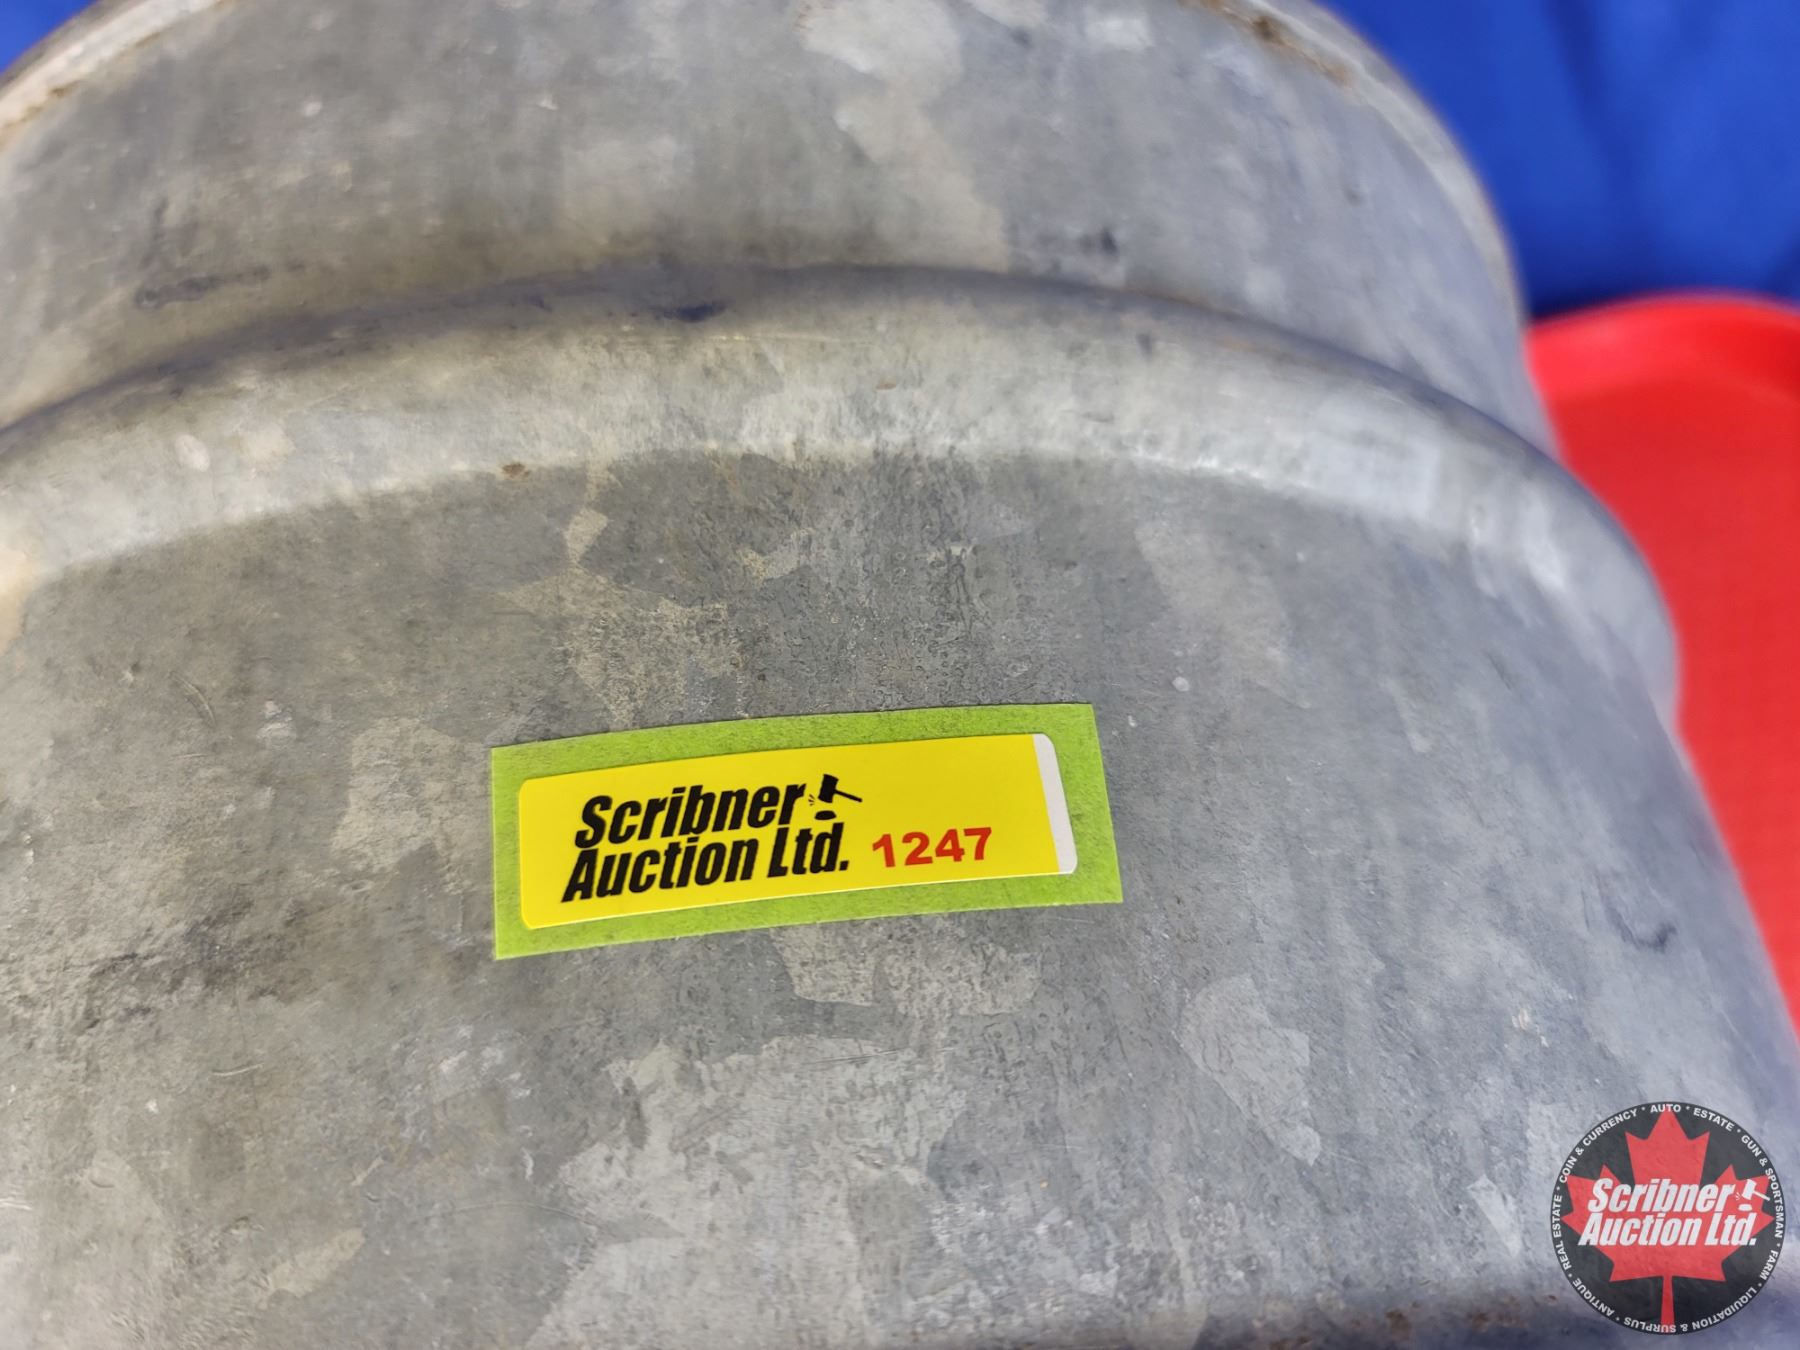 Scribner
Auction Ltd. 1247
COIN & CURRENCY * AUTO * ESTATE * GUN & SPORTSMAN * FARM * LIQUIDATION & SURPLUS * ANTIQUE * REAL ESTATE *
Scribner
Auction Ltd.